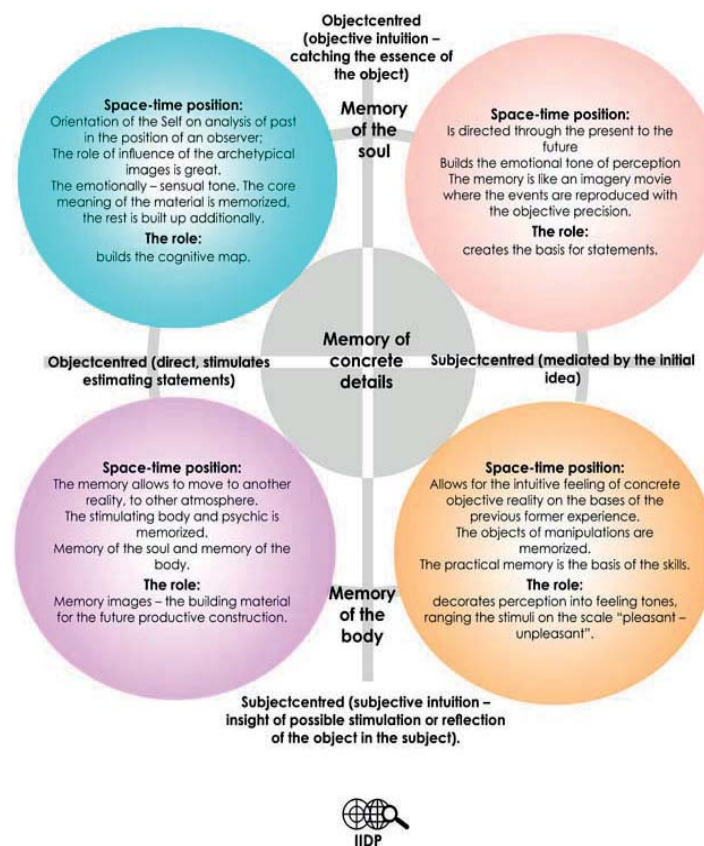 Objectcentred
(objective intuition –
catching the essence of
the object)
Memory
of the
soul
Space-time position:
Orientation of the Self on analysis of past
in the position of an observer;
The role of influence of the archetypical
images is great.
The emotionally – sensual tone. The core
meaning of the material is memorized,
the rest is built up additionally.
The role:
builds the cognitive map.
Space-time position:
Is directed through the present to the
future
Builds the emotional tone of perception
The memory is like an imagery movie
where the events are reproduced with
the objective precision.
The role:
creates the basis for statements.
Objectcentred (direct, stimulates
estimating statements)
Memory of
concrete
details
Subjectcentred (mediated by the initial
idea)
Space-time position:
The memory allows to move to another
reality, to other atmosphere.
The stimulating body and psychic is
memorized.
Memory of the soul and memory of the
body.
The role:
Memory images – the building material
for the future productive construction.
Space-time position:
Allows for the intuitive feeling of concrete
objective reality on the bases of the
previous former experience.
The objects of manipulations are
memorized.
The practical memory is the basis of the skills.
The role:
decorates perception into feeling tones,
ranging the stimuli on the scale “pleasant –
unpleasant”.
Memory
of the
body
Subjectcentred (subjective intuition –
insight of possible stimulation or reflection
of the object in the subject).
IIDP